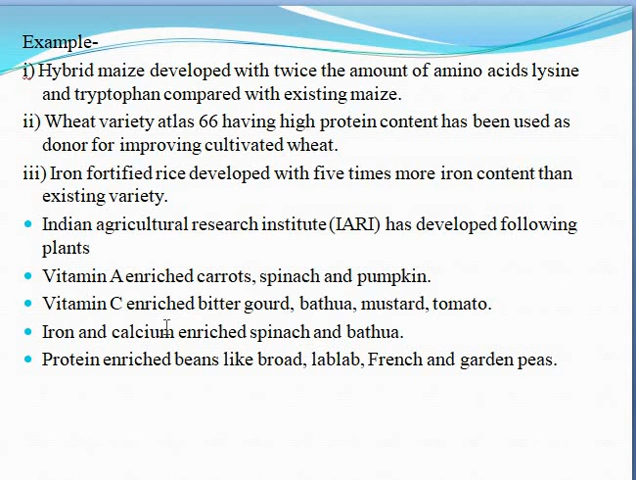 Example-
i) Hybrid maize developed with twice the amount of amino acids lysine
and tryptophan compared with existing maize.
ii) Wheat variety atlas 66 having high protein content has been used as
donor for improving cultivated wheat.
iii) Iron fortified rice developed with five times more iron content than
existing variety.
• Indian agricultural research institute (IARI) has developed following
plants
• Vitamin A enriched carrots, spinach and pumpkin.
• Vitamin C enriched bitter gourd, bathua, mustard, tomato.
• Iron and calcium enriched spinach and bathua.
• Protein enriched beans like broad, lablab, French and garden peas.